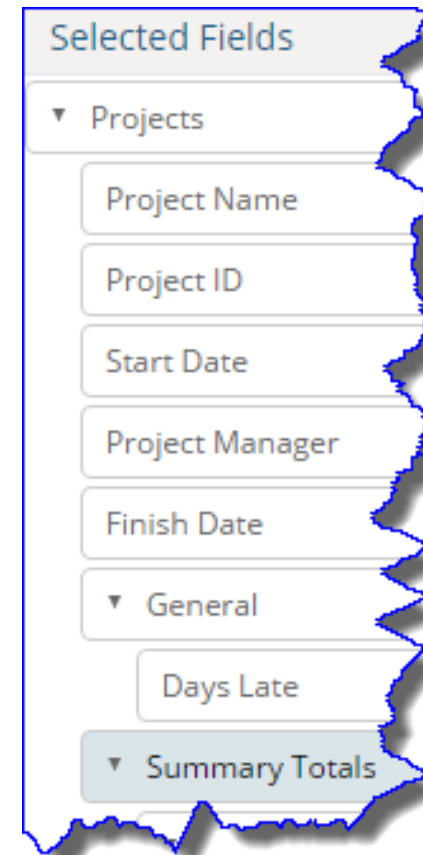 Selected Fields
Projects
Project Name
Project ID
Start Date
Project Manager
Finish Date
General
Days Late
Summary Totals